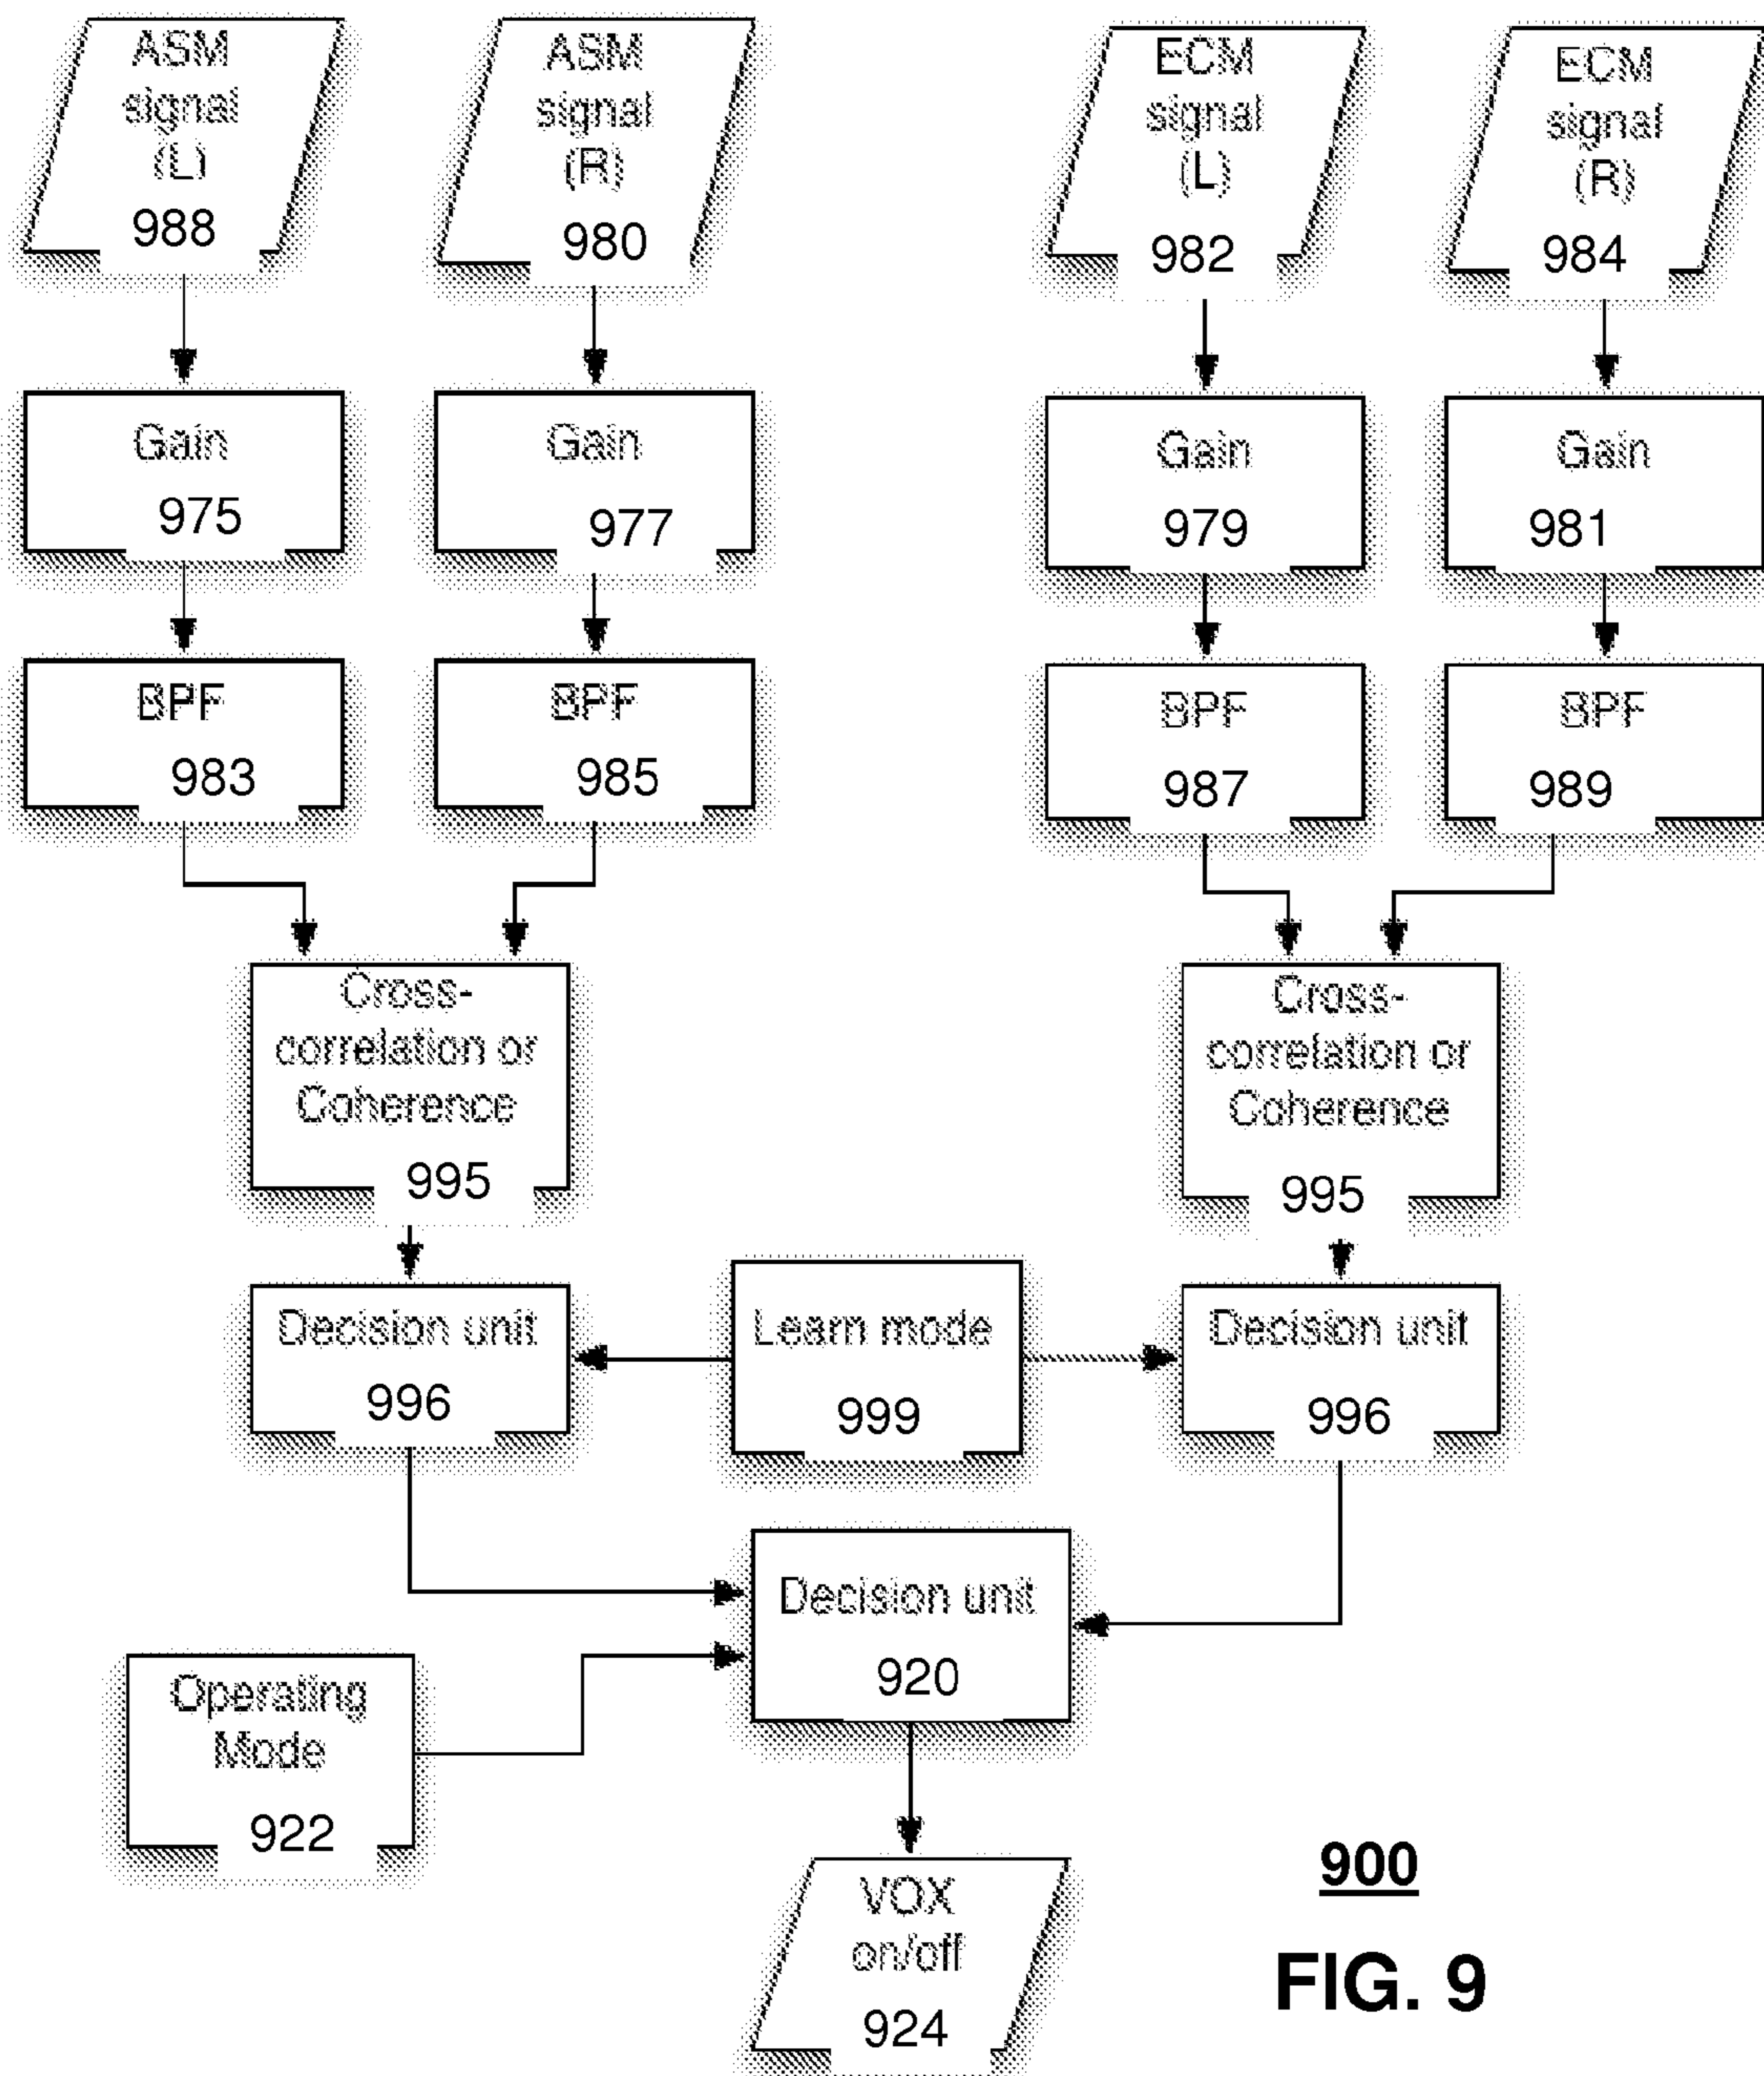 ASM
signal
(L)
988
ASM
signal
(R)
980
ECM
signal
(L)
982
ECM
signal
(R)
984
Gain
975
Gain
977
Gain
979
Gain
981
BPF
983
BPF
985
BPF
987
BPF
989
Cross-
correlation or
Coherence
995
Cross-
correlation or
Coherence
995
Decision unit
996
Learn mode
999
Decision unit
996
Decision unit
920
Operating
Mode
922
VOX
on/off
924
900
FIG. 9